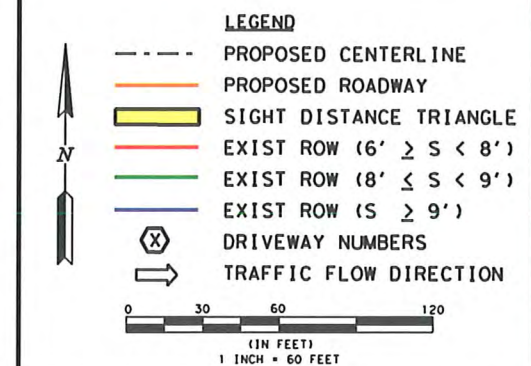 LEGEND
PROPOSED CENTERLINE
PROPOSED ROADWAY
SIGHT DISTANCE TRIANGLE
N
EXIST ROW (6' ≥ S < 8')
EXIST ROW (8' ≤ S < 9')
EXIST ROW (S ≥ 9')
X DRIVEWAY NUMBERS
TRAFFIC FLOW DIRECTION
0 30 60 120
(IN FEET)
1 INCH = 60 FEET